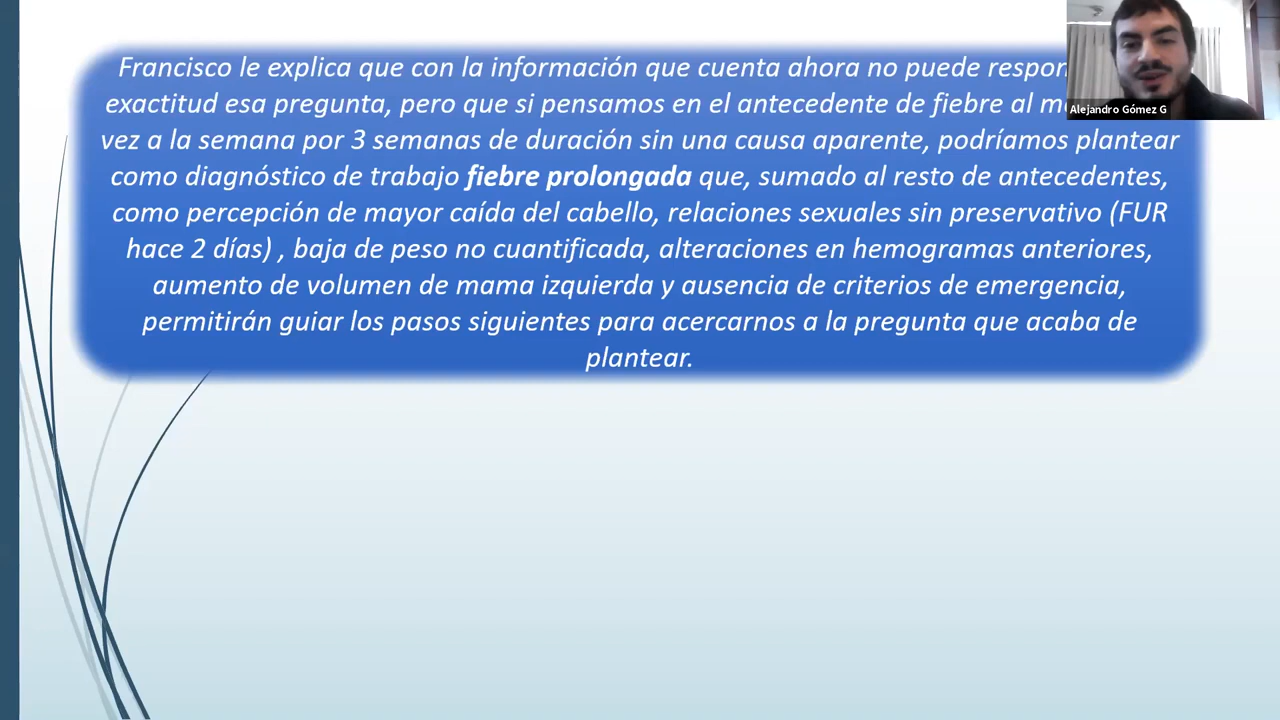 Francisco le explica que con la información que cuenta ahora no puede
exactitud esa pregunta, pero que si pensamos en el antecedente de fiebre al
vez a la semana por 3 semanas de duración sin una causa aparente, podríamos plantear
como diagnóstico de trabajo fiebre prolongada que, sumado al resto de antecedentes,
como percepción de mayor caída del cabello, relaciones sexuales sin preservativo (FUR
hace 2 días) , baja de peso no cuantificada, alteraciones en hemogramas anteriores,
aumento de volumen de mama izquierda y ausencia de criterios de emergencia,
permitirán guiar los pasos siguientes para acercarnos a la pregunta que acaba de
plantear.
Alejandro Gómez G